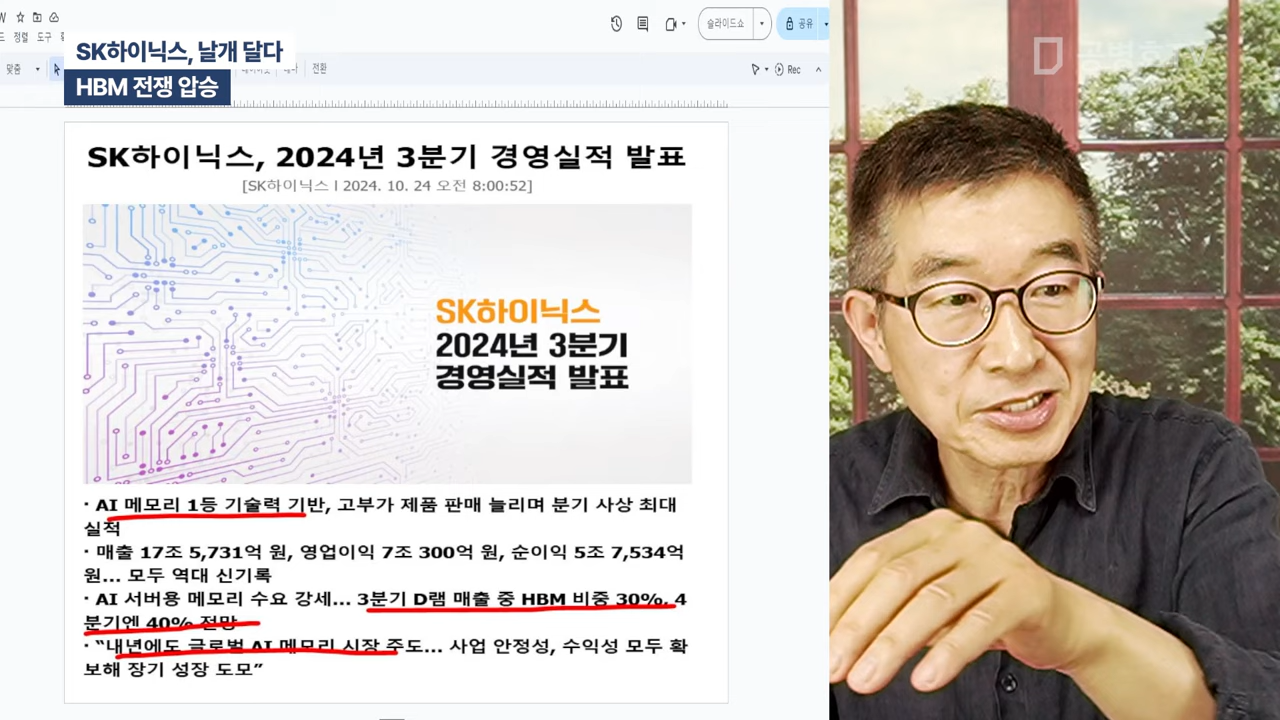 슬라이드쇼
공유
정렬 도구
SK하이닉스, 날개 달다
HBM 전쟁 압승
맞춤
전환
Rec
공병호TV
SK하이닉스, 2024년 3분기 경영실적 발표
[SK하이닉스 l 2024. 10. 24 오전 8:00:52]
SK하이닉스
2024년 3분기
경영실적 발표
· AI 메모리 1등 기술력 기반, 고부가 제품 판매 늘리며 분기 사상 최대
실적
· 매출 17조 5,731억 원, 영업이익 7조 300억 원, 순이익 5조 7,534억
원... 모두 역대 신기록
· AI 서버용 메모리 수요 강세... 3분기 D램 매출 중 HBM 비중 30%, 4
분기엔 40% 전망
· “내년에도 글로벌 AI 메모리 시장 주도... 사업 안정성, 수익성 모두 확
보해 장기 성장 도모”